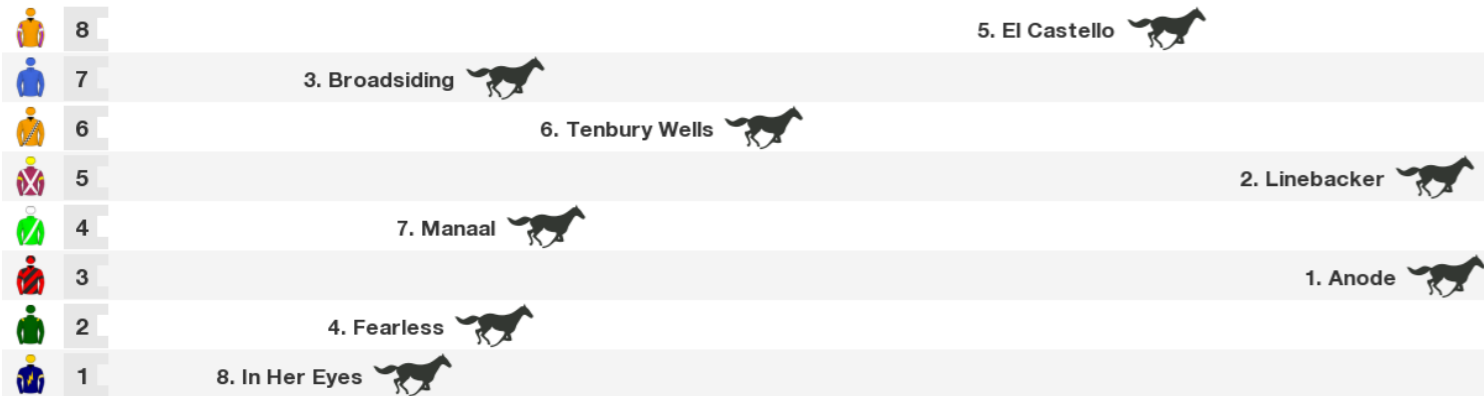 8 5. El Castello
7 3. Broadsiding
6 6. Tenbury Wells
5 2. Linebacker
4 7. Manaal
3 1. Anode
2 4. Fearless
1 8. In Her Eyes